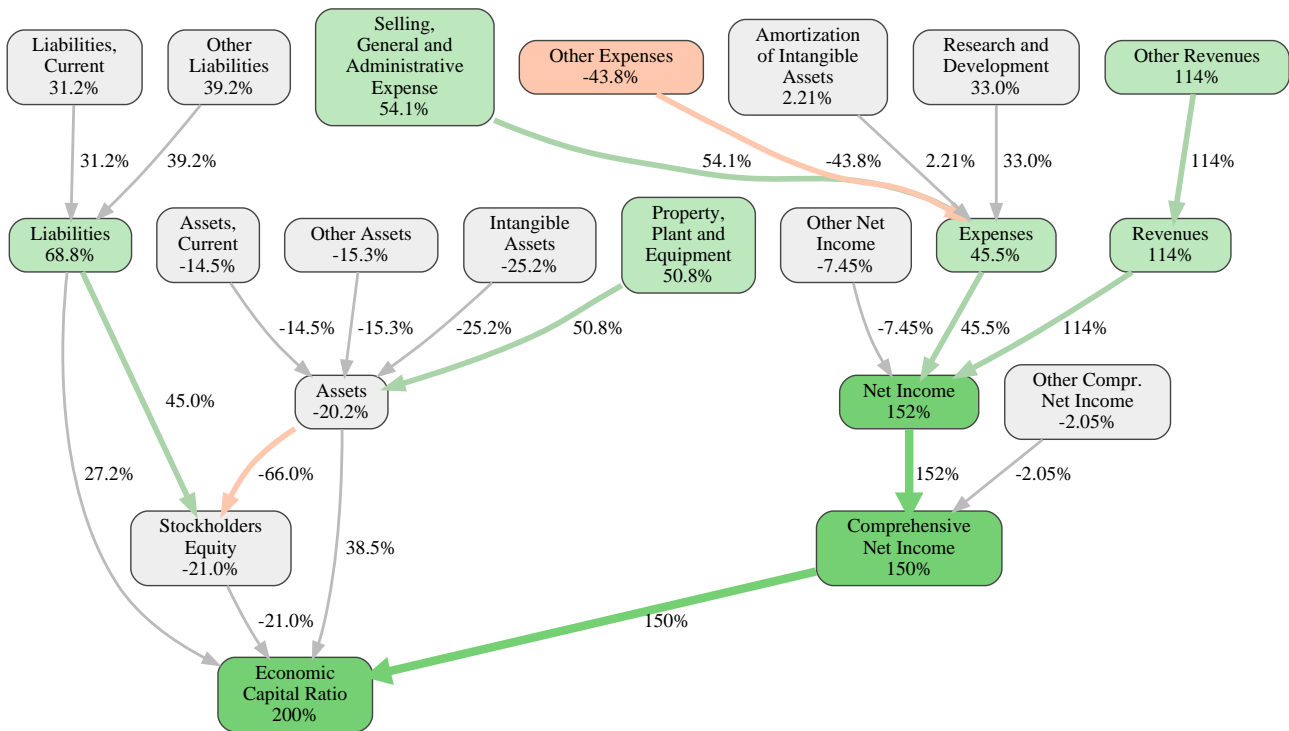 Liabilities,
Current
31.2%
Other
Liabilities
39.2%
Selling,
General and
Administrative
Expense
54.1%
Other Expenses
-43.8%
Amortization
of Intangible
Assets
2.21%
Research and
Development
33.0%
Other Revenues
114%
31.2%
39.2%
54.1%
-43.8%
2.21%
33.0%
114%
Liabilities
68.8%
Assets,
Current
-14.5%
Other Assets
-15.3%
Intangible
Assets
-25.2%
Property,
Plant and
Equipment
50.8%
Other Net
Income
-7.45%
Expenses
45.5%
Revenues
114%
-14.5%
-15.3%
-25.2%
50.8%
-7.45%
45.5%
114%
45.0%
Assets
-20.2%
Net Income
152%
Other Compr.
Net Income
-2.05%
27.2%
-66.0%
152%
-2.05%
Stockholders
Equity
-21.0%
38.5%
Comprehensive
Net Income
150%
-21.0%
150%
Economic
Capital Ratio
200%